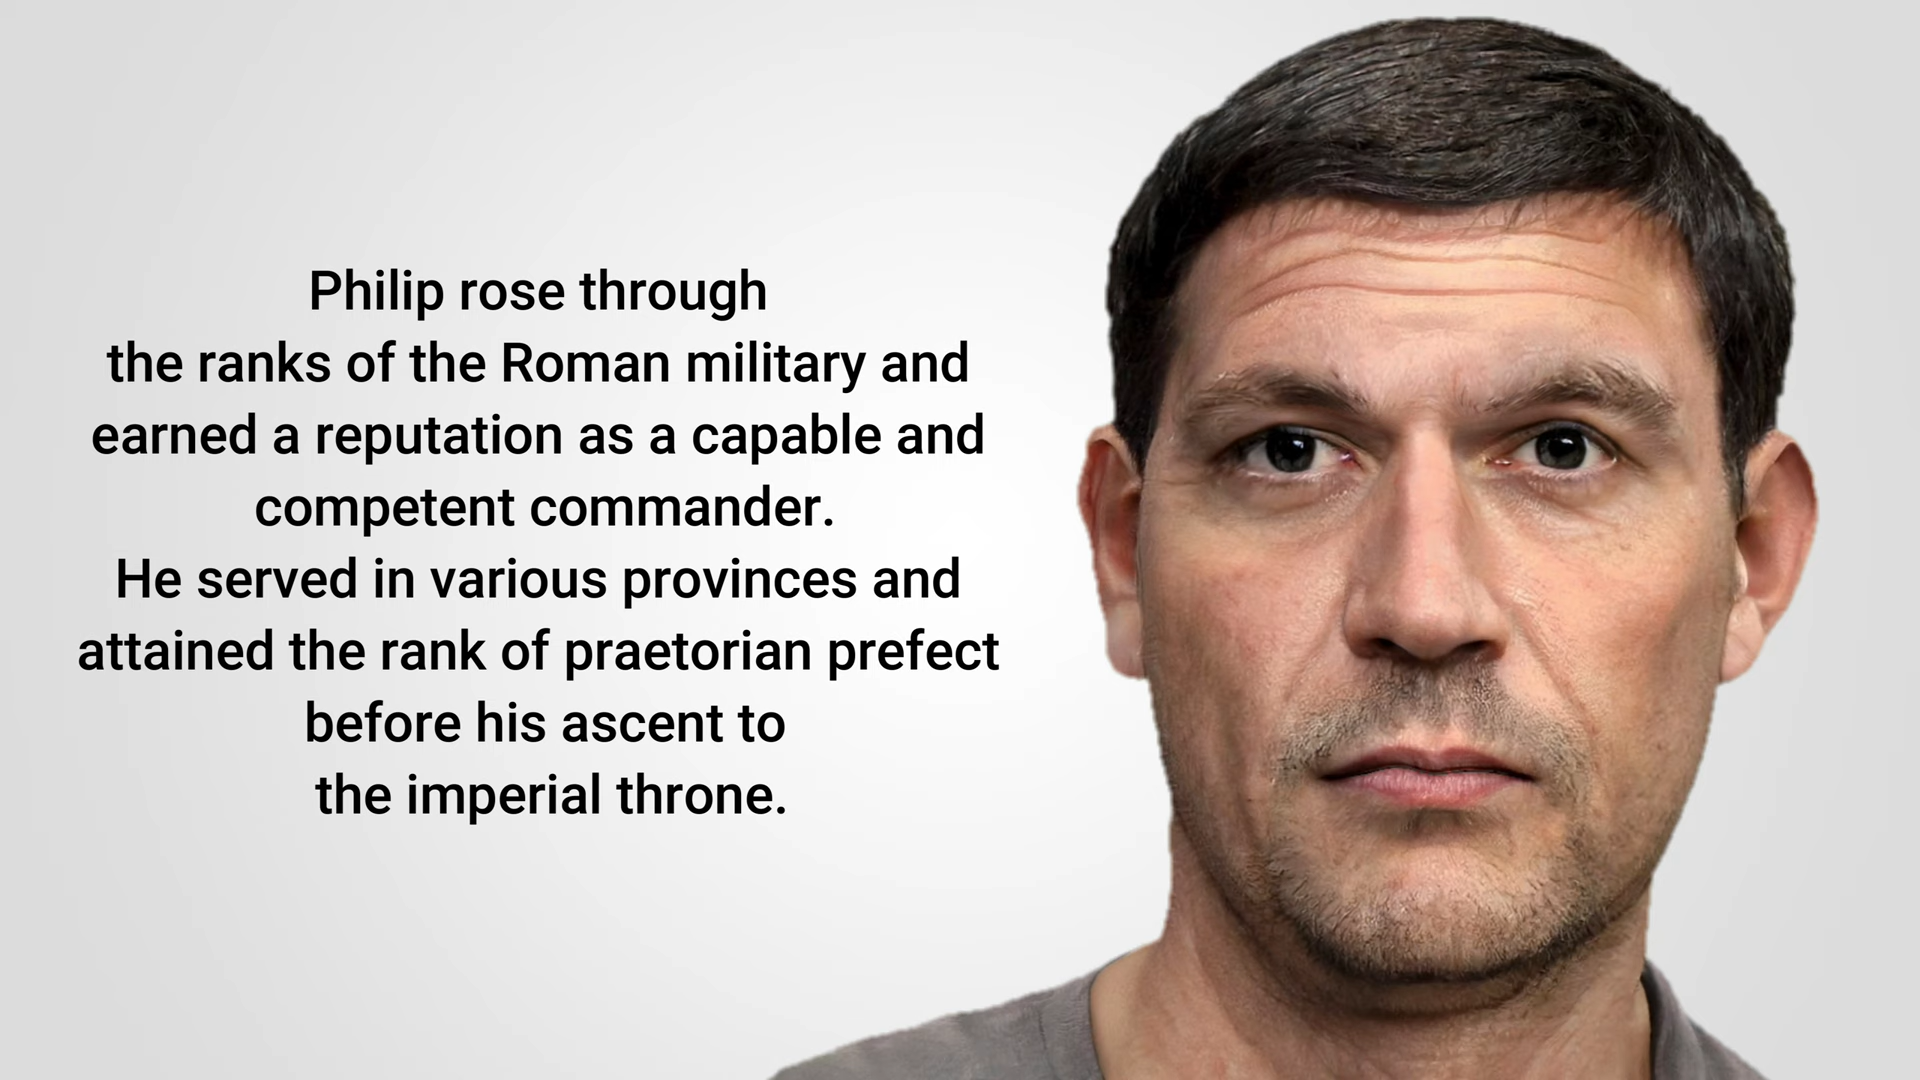 Philip rose through
the ranks of the Roman military and
earned a reputation as a capable and
competent commander.
He served in various provinces and
attained the rank of praetorian prefect
before his ascent to
the imperial throne.